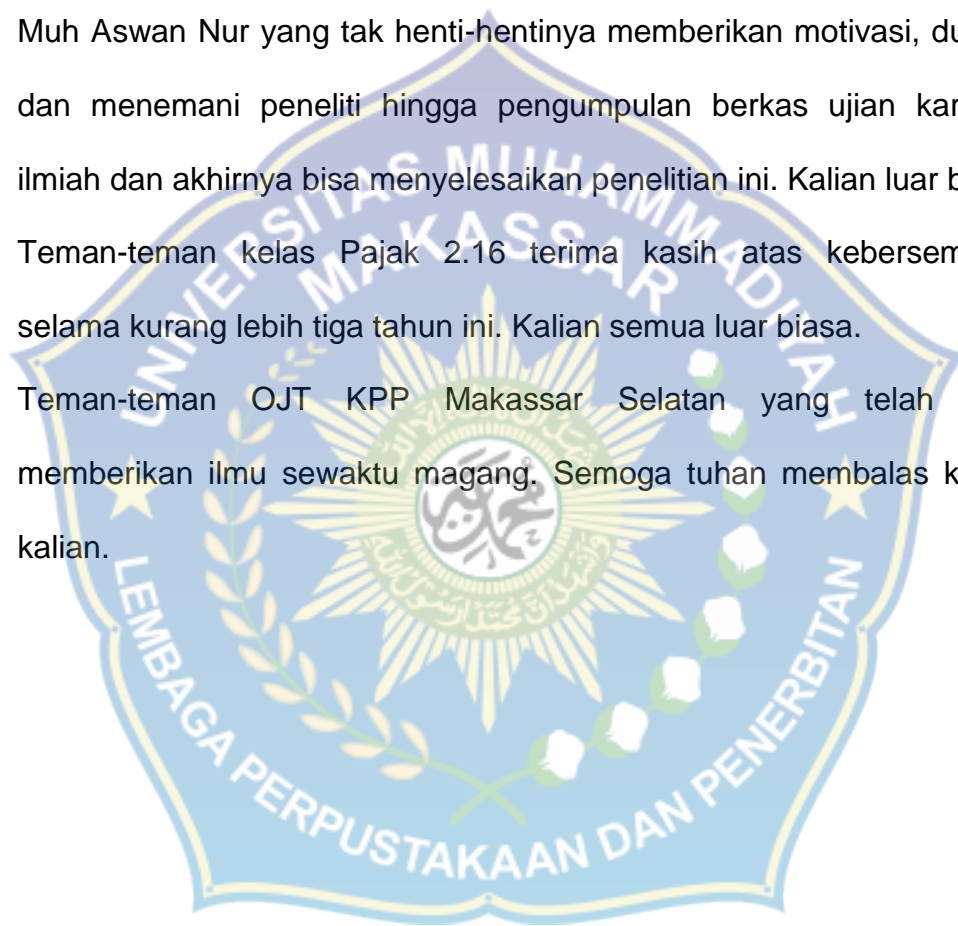 Muh Aswan Nur yang tak henti-hentinya memberikan motivasi, du
dan menemani peneliti hingga pengumpulan berkas ujian kar
ilmiah dan akhirnya bisa menyelesaikan penelitian ini. Kalian luar b
Teman-teman kelas Pajak 2.16 terima kasih atas kebersem
selama kurang lebih tiga tahun ini. Kalian semua luar biasa.
Teman-teman OJT KPP Makassar Selatan yang telah
memberikan ilmu sewaktu magang. Semoga tuhan membalas k
kalian.
UNIVERSITAS MUHAMMADIYAH
MAKASSAR
LEMBAGA PERPUSTAKAAN DAN PENERBITAN